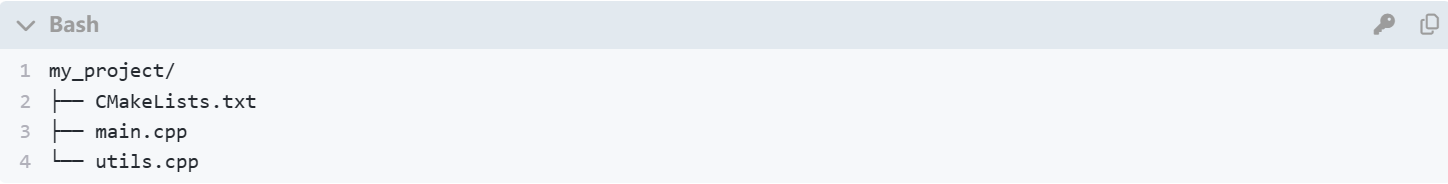 Bash
1 my_project/
2 ├── CMakeLists.txt
3 ├── main.cpp
4 └── utils.cpp